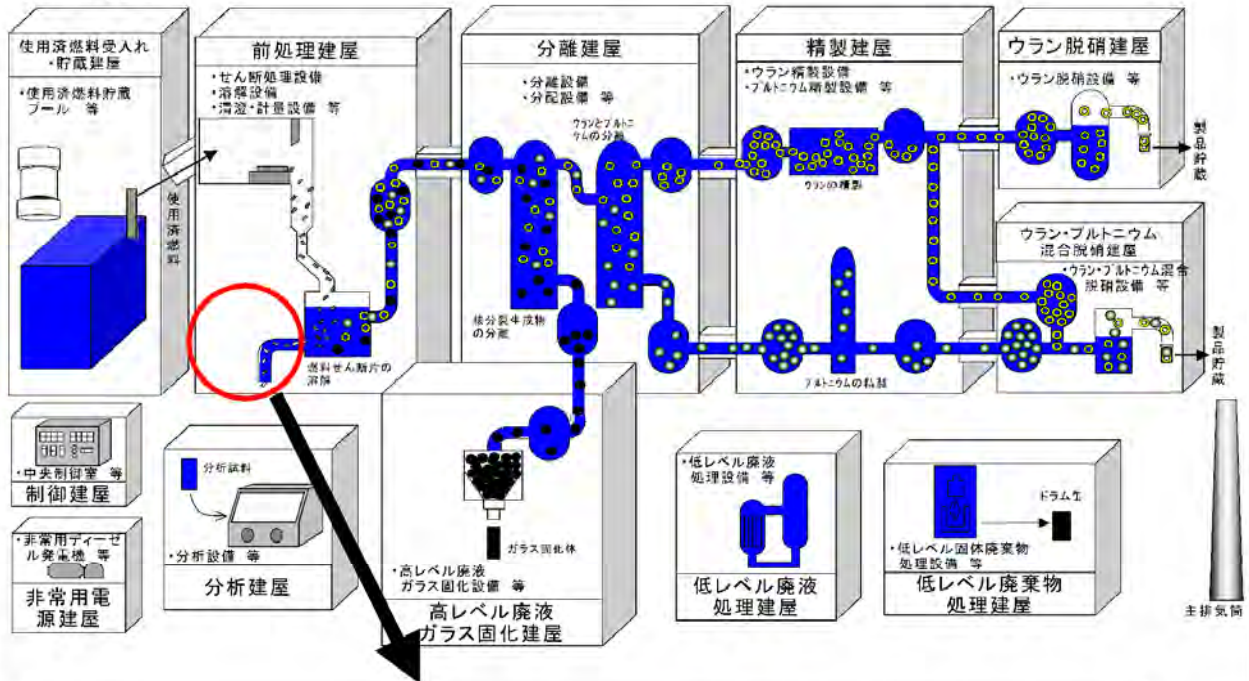 使用済燃料受入れ
・貯蔵建屋
・使用済燃料貯蔵
プール 等
使用済燃料
前処理建屋
・せん断処理設備
・溶解設備
・清澄・計量設備 等
燃料せん断片の
溶解
分離建屋
・分離設備
・分配設備 等
ウランとプルトニ
ウムの分離
核分裂生成物
の分離
精製建屋
・ウラン精製設備
・プルトニウム精製設備 等
ウランの精製
プルトニウムの精製
ウラン脱硝建屋
・ウラン脱硝設備 等
製品貯蔵
ウラン・プルトニウム
混合脱硝建屋
・ウラン・プルトニウム混合
脱硝設備 等
製品貯蔵
・中央制御室 等
制御建屋
・非常用ディーゼ
ル発電機 等
非常用電
源建屋
分析試料
・分析設備 等
分析建屋
ガラス固化体
・高レベル廃液
ガラス固化設備 等
高レベル廃液
ガラス固化建屋
・低レベル廃液
処理設備 等
低レベル廃液
処理建屋
ドラム缶
・低レベル固体廃棄物
処理設備 等
低レベル廃棄物
処理建屋
主排気筒